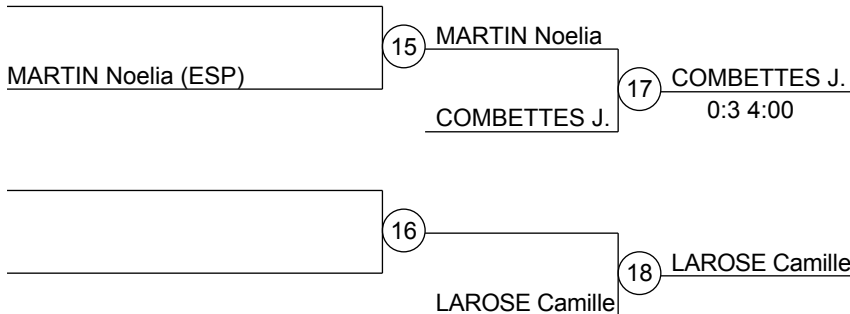 15 MARTIN Noelia
MARTIN Noelia (ESP)
17 COMBETTES J.
0:3 4:00
COMBETTES J.
16
18 LAROSE Camille
LAROSE Camille